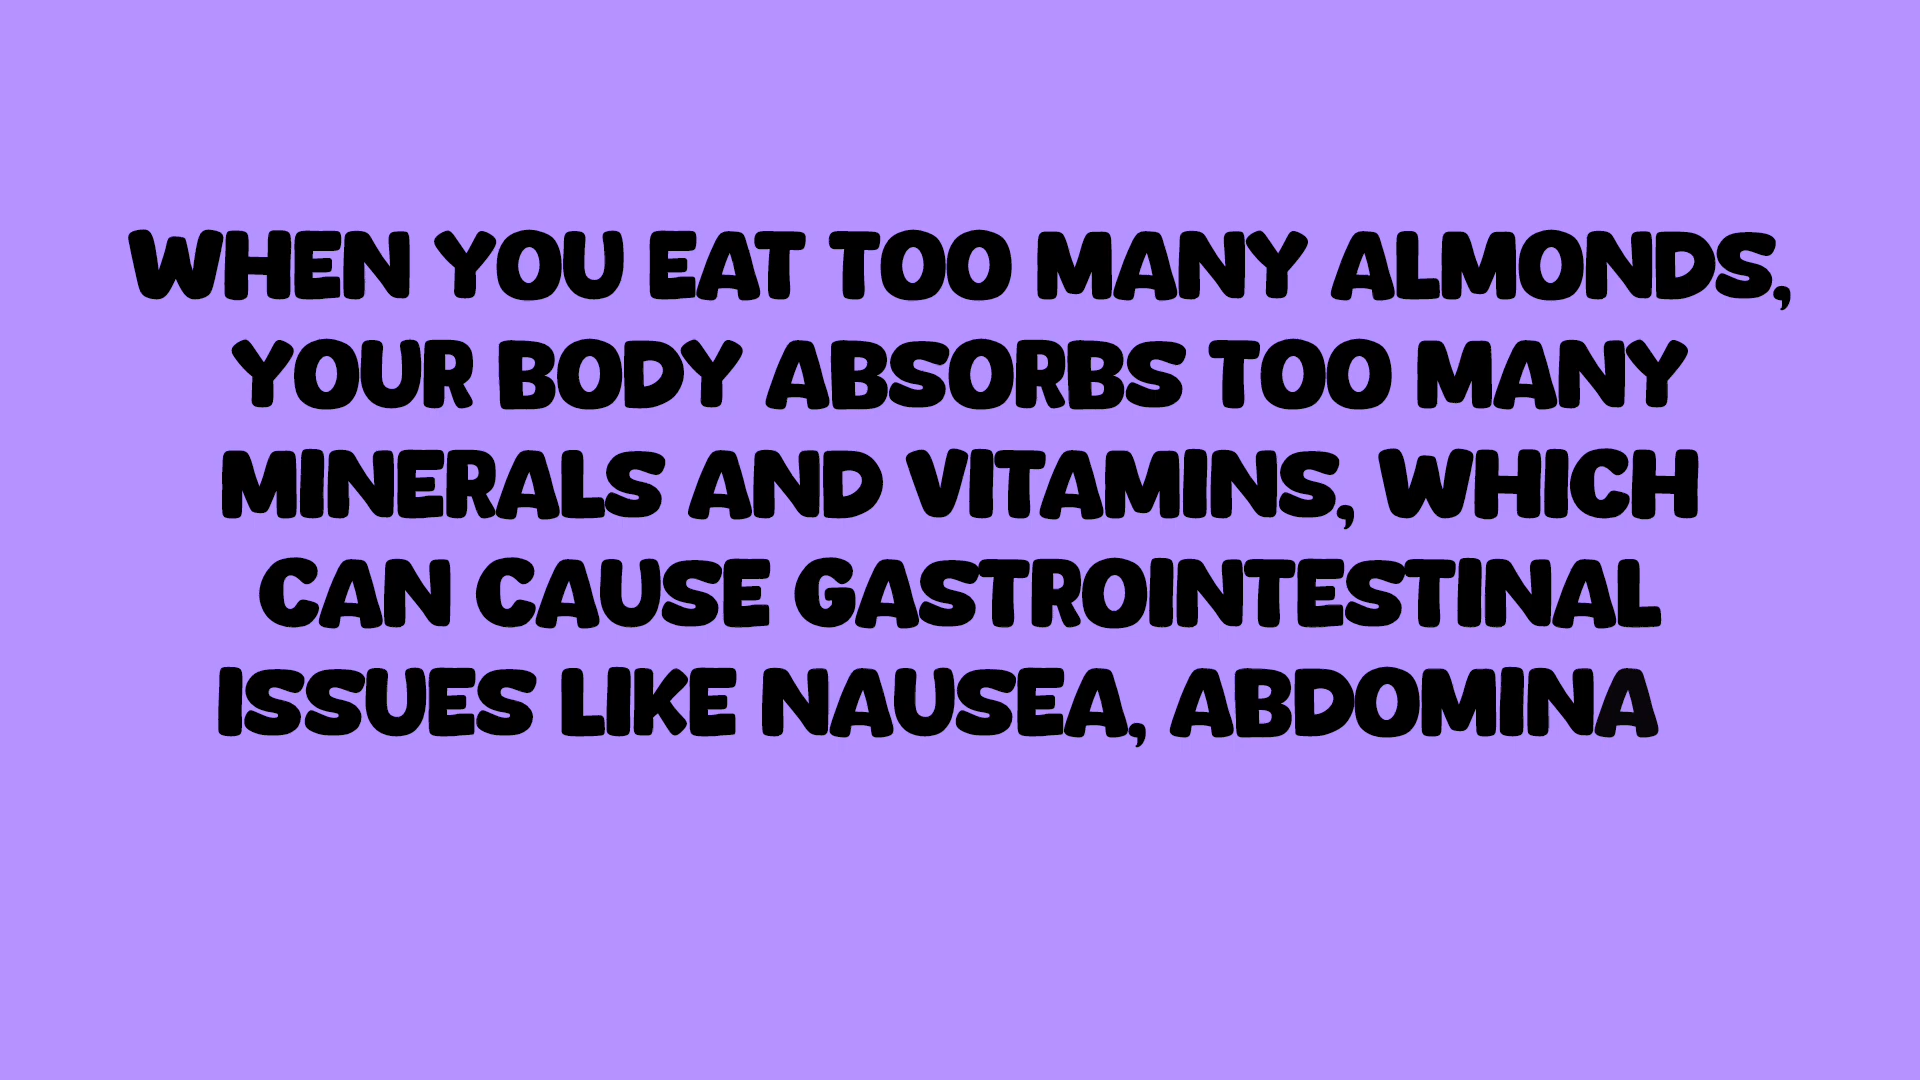 WHEN YOU EAT TOO MANY ALMONDS,
YOUR BODY ABSORBS TOO MANY
MINERALS AND VITAMINS, WHICH
CAN CAUSE GASTROINTESTINAL
ISSUES LIKE NAUSEA, ABDOMINA